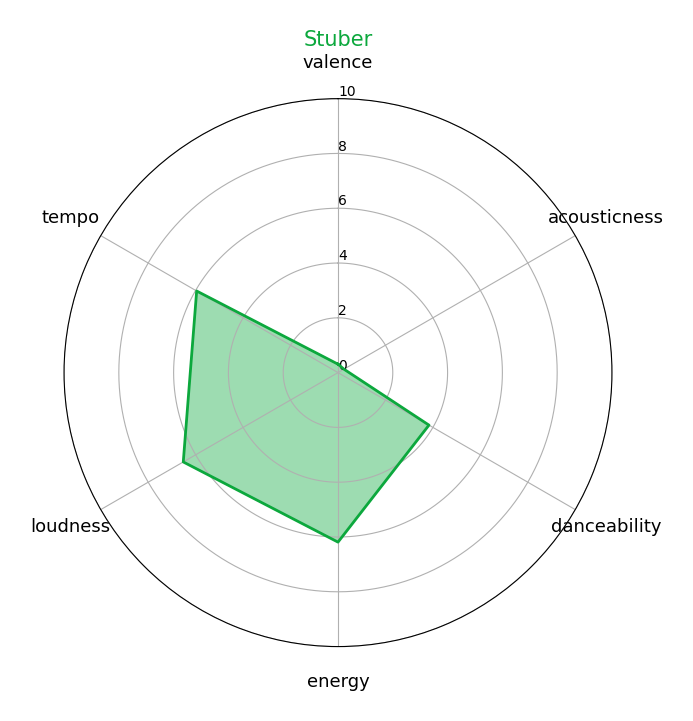 Stuber
valence
10
8
6
4
2
0
tempo
acousticness
loudness
danceability
energy